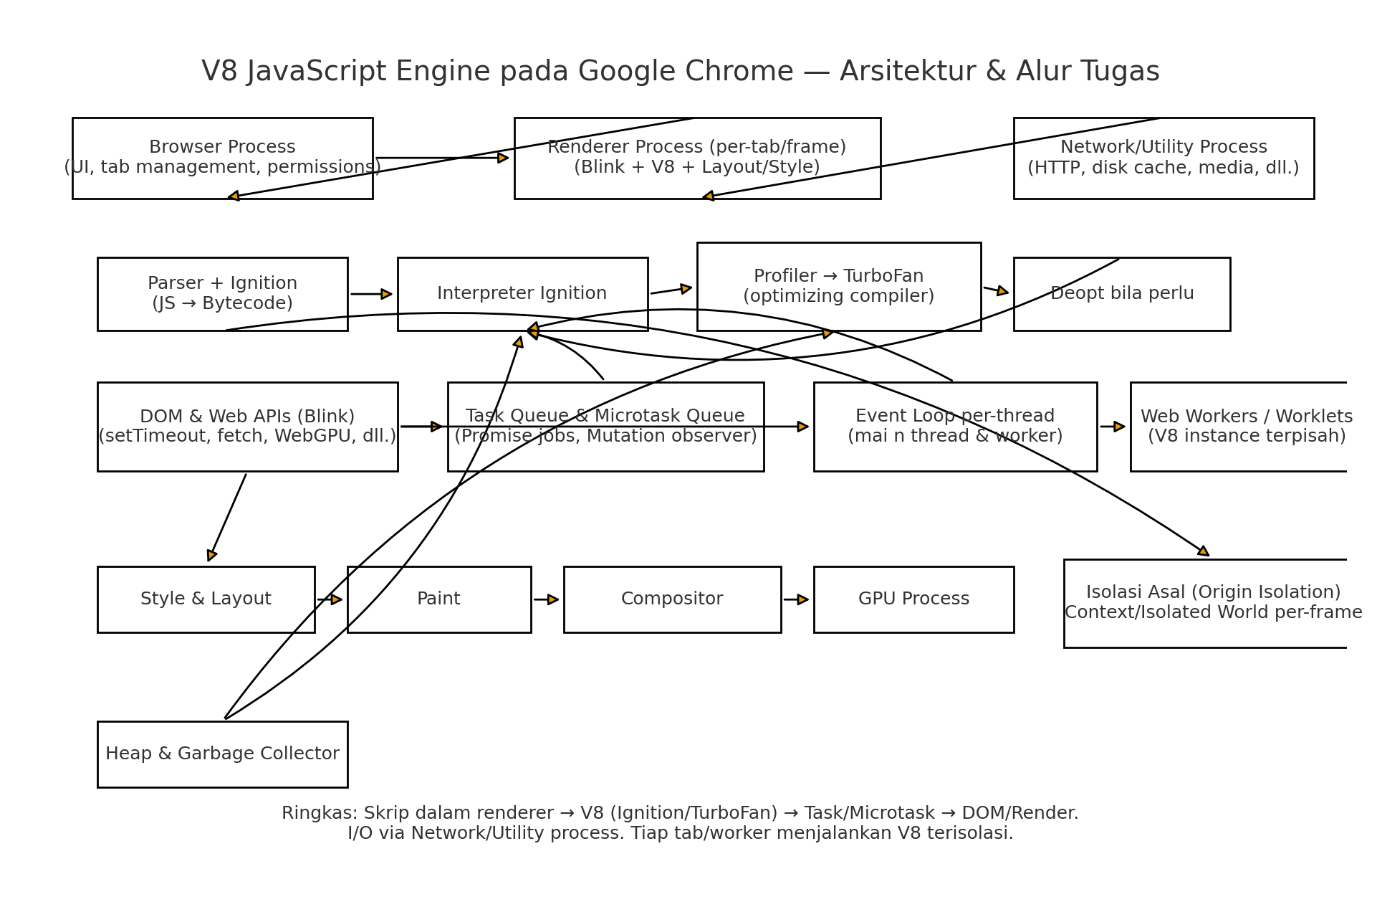 V8 JavaScript Engine pada Google Chrome — Arsitektur & Alur Tugas
Browser Process
(UI, tab management, permissions)
Renderer Process (per-tab/frame)
(Blink + V8 + Layout/Style)
Network/Utility Process
(HTTP, disk cache, media, dll.)
Parser + Ignition
(JS → Bytecode)
Interpreter Ignition
Profiler → TurboFan
(optimizing compiler)
Deopt bila perlu
DOM & Web APIs (Blink)
(setTimeout, fetch, WebGPU, dll.)
Task Queue & Microtask Queue
(Promise jobs, Mutation observer)
Event Loop per-thread
(mai n thread & worker)
Web Workers / Worklets
(V8 instance terpisah)
Style & Layout
Paint
Compositor
GPU Process
Isolasi Asal (Origin Isolation)
Context/Isolated World per-frame
Heap & Garbage Collector
Ringkas: Skrip dalam renderer → V8 (Ignition/TurboFan) → Task/Microtask → DOM/Render.
I/O via Network/Utility process. Tiap tab/worker menjalankan V8 terisolasi.